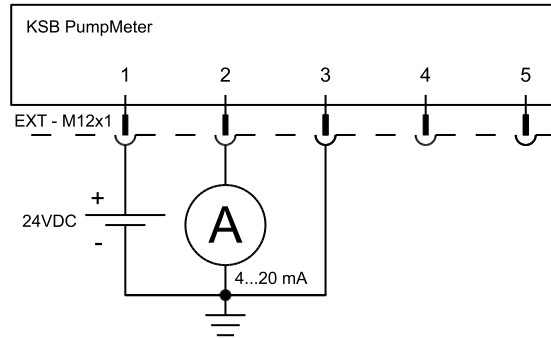 KSB PumpMeter
1 2 3 4 5
EXT - M12x1
+
24VDC
-
A
4...20 mA